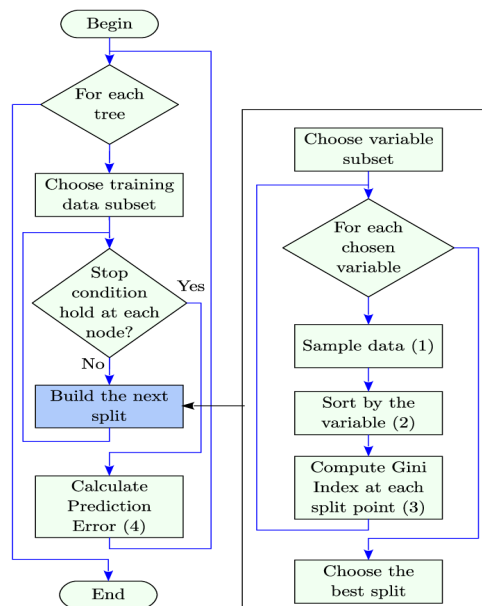 Begin
For each
tree
Choose training
data subset
Stop
condition
hold at each
node?
Yes
No
Build the next
split
Calculate
Prediction
Error (4)
End
Choose variable
subset
For each
chosen
variable
Sample data (1)
Sort by the
variable (2)
Compute Gini
Index at each
split point (3)
Choose the
best split